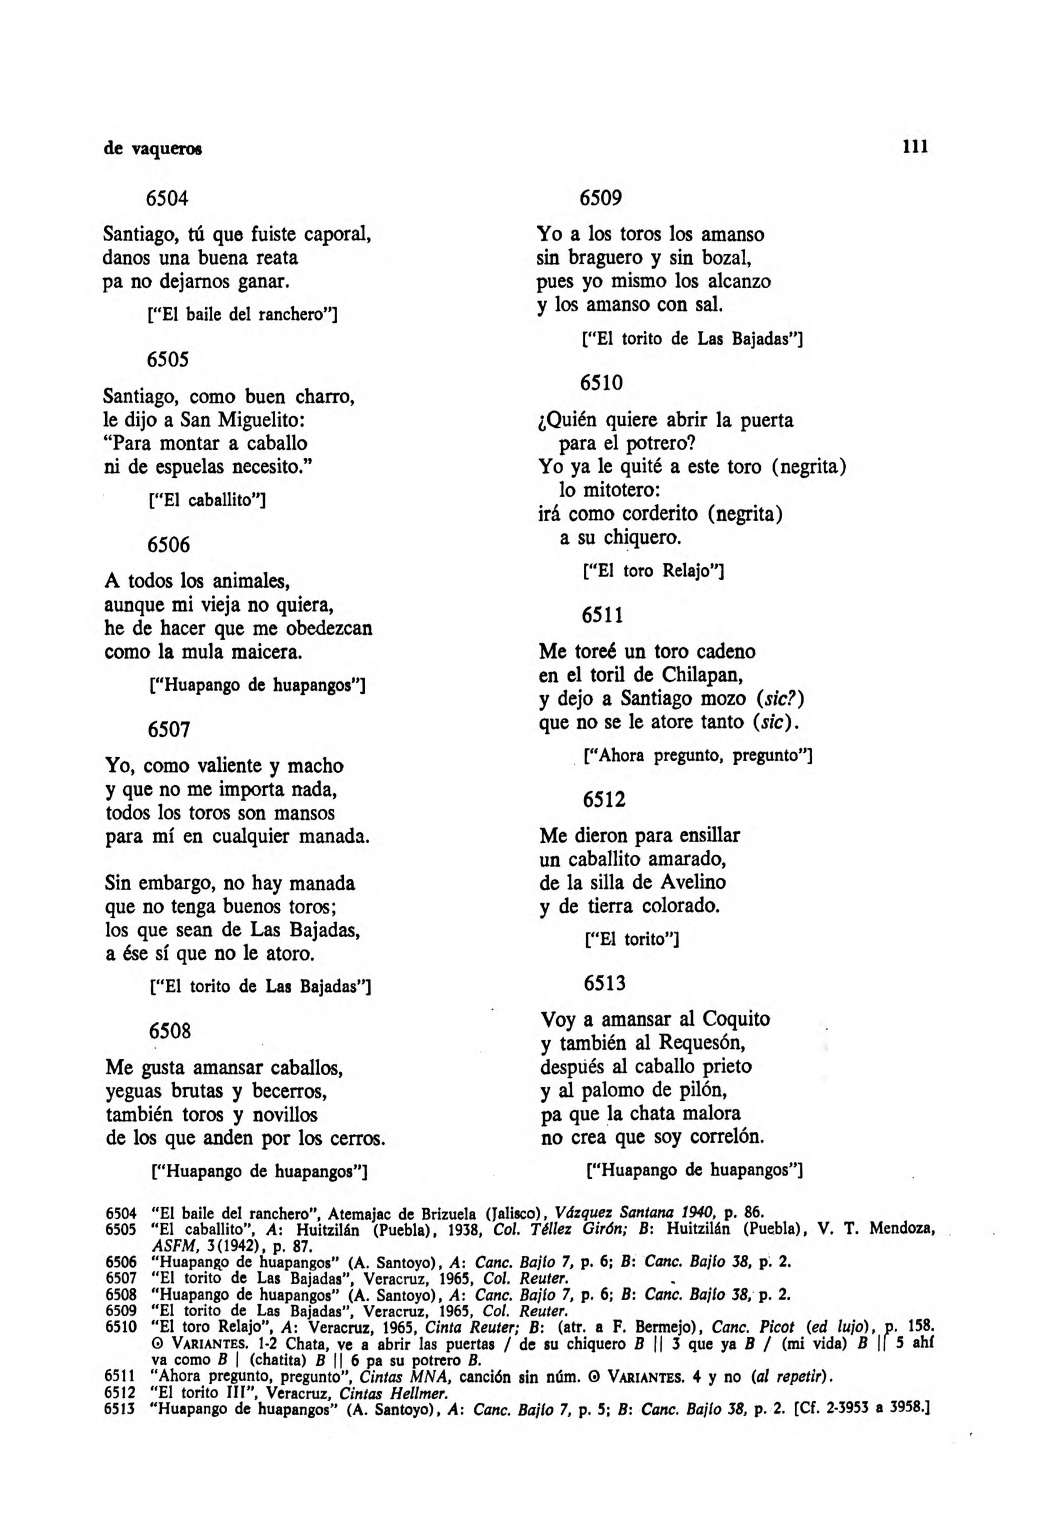 de vaqueros
111
6504
Santiago, tú que fuiste caporal,
danos una buena reata
pa no dejarnos ganar.
["El baile del ranchero"]
6505
Santiago, como buen charro,
le dijo a San Miguelito:
"Para montar a caballo
ni de espuelas necesito."
["El caballito"]
6506
A todos los animales,
aunque mi vieja no quiera,
he de hacer que me obedezcan
como la mula maicera.
["Huapango de huapangos"]
6507
Yo, como valiente y macho
y que no me importa nada,
todos los toros son mansos
para mí en cualquier manada.
Sin embargo, no hay manada
que no tenga buenos toros;
los que sean de Las Bajadas,
a ése sí que no le atoro.
["El torito de Las Bajadas"]
6508
Me gusta amansar caballos,
yeguas brutas y becerros,
también toros y novillos
de los que anden por los cerros.
["Huapango de huapangos"]
6509
Yo a los toros los amanso
sin braguero y sin bozal,
pues yo mismo los alcanzo
y los amanso con sal.
["El torito de Las Bajadas"]
6510
¿Quién quiere abrir la puerta
para el potrero?
Yo ya le quité a este toro (negrita)
lo mitotero:
irá como corderito (negrita)
a su chiquero.
["El toro Relajo"]
6511
Me toreé un toro cadeno
en el toril de Chilapan,
y dejo a Santiago mozo (sic?)
que no se le atore tanto (sic).
["Ahora pregunto, pregunto"]
6512
Me dieron para ensillar
un caballito amarado,
de la silla de Avelino
y de tierra colorado.
["El torito"]
6513
Voy a amansar al Coquito
y también al Requesón,
después al caballo prieto
y al palomo de pilón,
pa que la chata malora
no crea que soy correlón.
["Huapango de huapangos"]
6504 "El baile del ranchero", Atemajac de Brizuela (Jalisco), Vázquez Santana 1940, p. 86.
6505 "El caballito", A: Huitzilán (Puebla), 1938, Col. Téllez Girón; B: Huitzilán (Puebla), V. T. Mendoza,
ASFM, 3(1942), p. 87.
6506 "Huapango de huapangos" (A. Santoyo), A: Canc. Bajío 7, p. 6; B: Canc. Bajío 38, p. 2.
6507 "El torito de Las Bajadas", Veracruz, 1965, Col. Reuter.
6508 "Huapango de huapangos" (A. Santoyo), A: Canc. Bajío 7, p. 6; B: Canc. Bajío 38, p. 2.
6509 "El torito de Las Bajadas", Veracruz, 1965, Col. Reuter.
6510 "El toro Relajo", A: Veracruz, 1965, Cinta Reuter; B: (atr. a F. Bermejo), Canc. Picot (ed lujo), p. 158.
⊙ VARIANTES. 1-2 Chata, ve a abrir las puertas / de su chiquero B || 3 que ya B / (mi vida) B || 5 ahí
va como B | (chatita) B || 6 pa su potrero B.
6511 "Ahora pregunto, pregunto", Cintas MNA, canción sin núm. ⊙ VARIANTES. 4 y no (al repetir).
6512 "El torito III", Veracruz, Cintas Hellmer.
6513 "Huapango de huapangos" (A. Santoyo), A: Canc. Bajío 7, p. 5; B: Canc. Bajío 38, p. 2. [Cf. 2-3953 a 3958.]